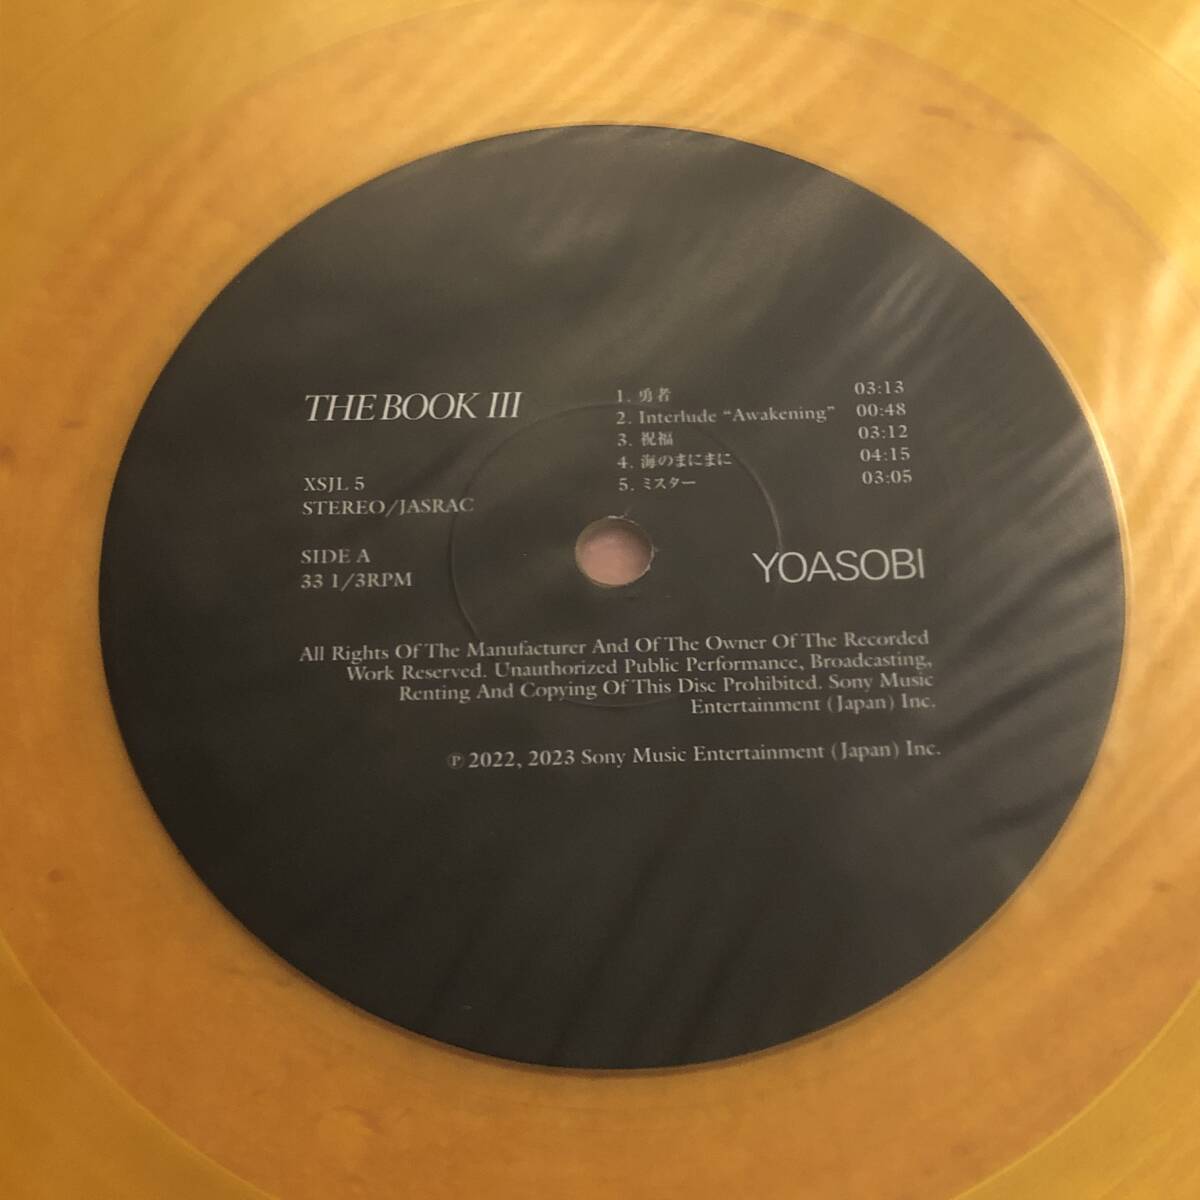 THE BOOK III
XSJL 5
STEREO/JASRAC
SIDE A
33 1/3RPM
1. 勇者 03:13
2. Interlude “Awakening” 00:48
3. 祝福 03:12
4. 海のまにまに 04:15
5. ミスター 03:05
YOASOBI
All Rights Of The Manufacturer And Of The Owner Of The Recorded
Work Reserved. Unauthorized Public Performance, Broadcasting,
Renting And Copying Of This Disc Prohibited. Sony Music
Entertainment (Japan) Inc.
℗ 2022, 2023 Sony Music Entertainment (Japan) Inc.